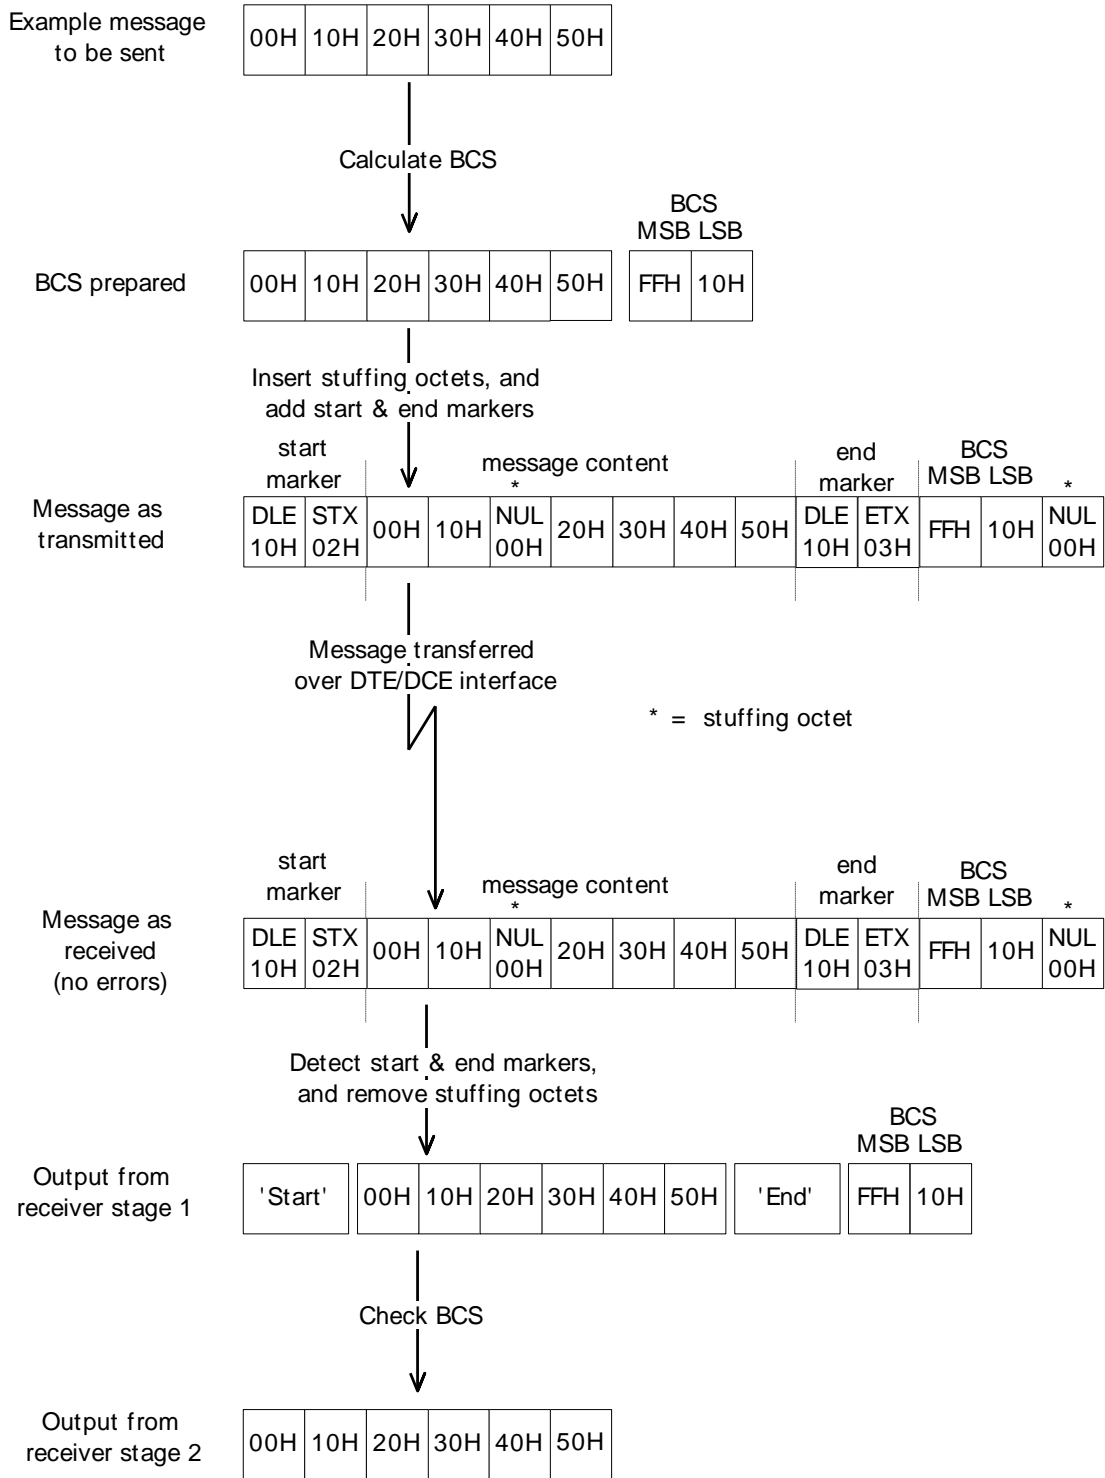 Example message
to be sent
00H 10H 20H 30H 40H 50H
Calculate BCS
BCS
MSB LSB
BCS prepared
00H 10H 20H 30H 40H 50H FFH 10H
Insert stuffing octets, and
add start & end markers
start
marker
message content
*
end
marker
BCS
MSB LSB
*
Message as
transmitted
DLE STX 00H 10H NUL 20H 30H 40H 50H DLE ETX FFH 10H NUL
10H 02H 00H 10H 03H 00H
Message transferred
over DTE/DCE interface
* = stuffing octet
start
marker
message content
*
end
marker
BCS
MSB LSB
*
Message as
received
(no errors)
DLE STX 00H 10H NUL 20H 30H 40H 50H DLE ETX FFH 10H NUL
10H 02H 00H 10H 03H 00H
Detect start & end markers,
and remove stuffing octets
BCS
MSB LSB
Output from
receiver stage 1
'Start' 00H 10H 20H 30H 40H 50H 'End' FFH 10H
Check BCS
Output from
receiver stage 2
00H 10H 20H 30H 40H 50H